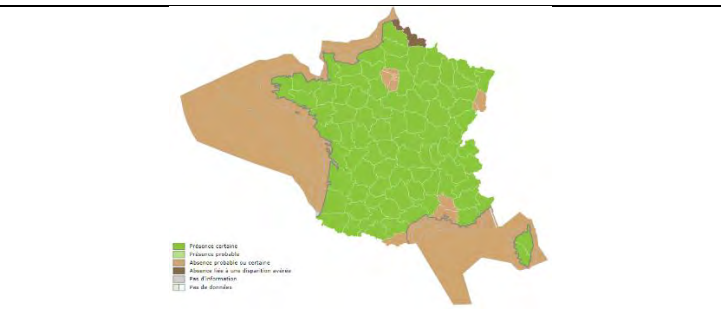 Présence certaine
Présence probable
Absence probable ou certaine
Absence liée à une disparition avérée
Pas d'information
Pas de données